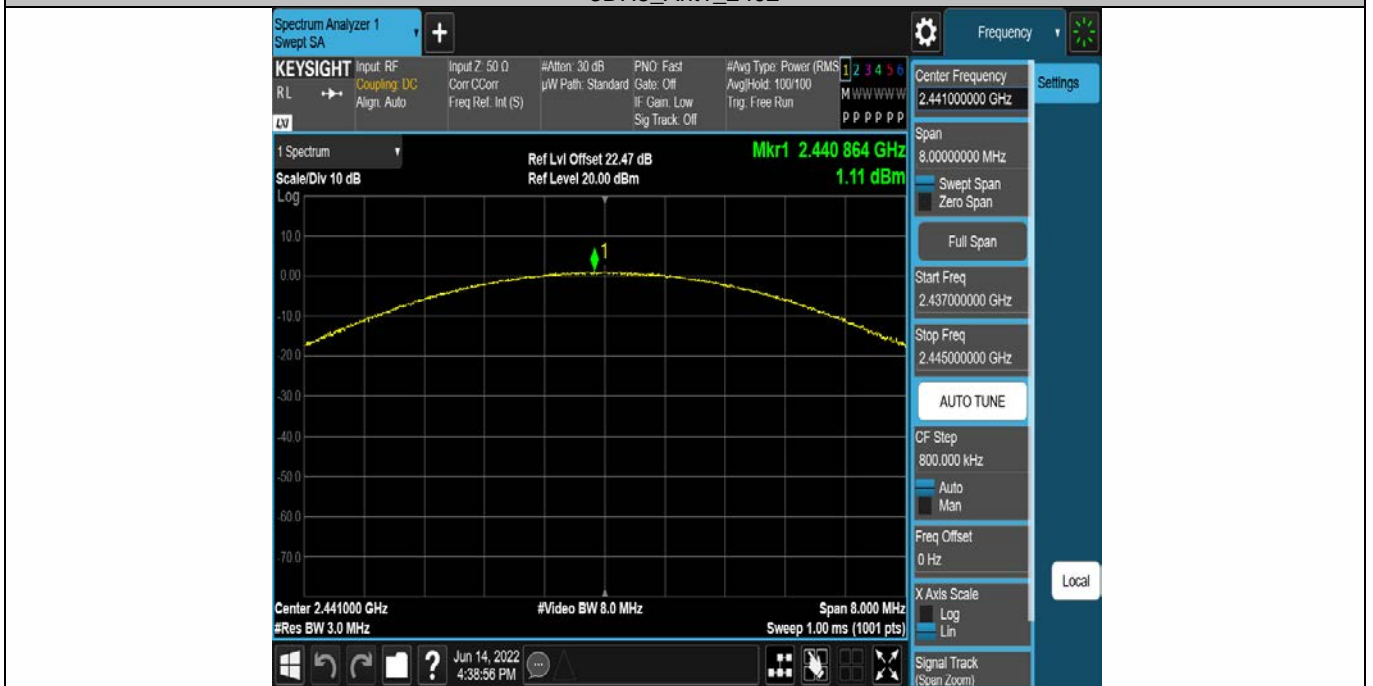 Spectrum Analyzer 1
Swept SA
+
Frequency
KEYSIGHT
RL
Input: RF
Coupling: DC
Align: Auto
Input Z: 50 Ω
Corr CCorr
Freq Ref: Int (S)
#Atten: 30 dB
µW Path: Standard
PNO: Fast
Gate: Off
IF Gain: Low
Sig Track: Off
#Avg Type: Power (RMS
Avg|Hold: 100/100
Trig: Free Run
1 2 3 4 5 6
M W W W W W
P P P P P P
1 Spectrum
Scale/Div 10 dB
Log
Ref Lvl Offset 22.47 dB
Ref Level 20.00 dBm
Mkr1 2.440 864 GHz
1.11 dBm
10.0
0.00
-10.0
-20.0
-30.0
-40.0
-50.0
-60.0
-70.0
1
Center 2.441000 GHz
#Res BW 3.0 MHz
#Video BW 8.0 MHz
Span 8.000 MHz
Sweep 1.00 ms (1001 pts)
Center Frequency
2.441000000 GHz
Settings
Span
8.00000000 MHz
Swept Span
Zero Span
Full Span
Start Freq
2.437000000 GHz
Stop Freq
2.445000000 GHz
AUTO TUNE
CF Step
800.000 kHz
Auto
Man
Freq Offset
0 Hz
X Axis Scale
Log
Lin
Local
Signal Track
(Span Zoom)
?
Jun 14, 2022
4:38:56 PM